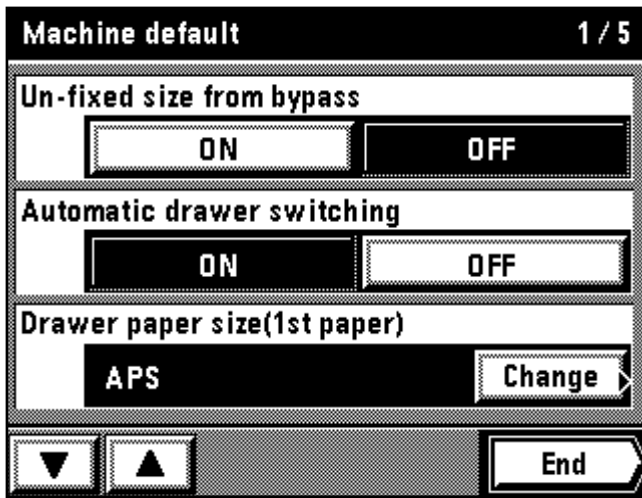 Machine default 1 / 5
Un-fixed size from bypass
ON OFF
Automatic drawer switching
ON OFF
Drawer paper size(1st paper)
APS Change
End